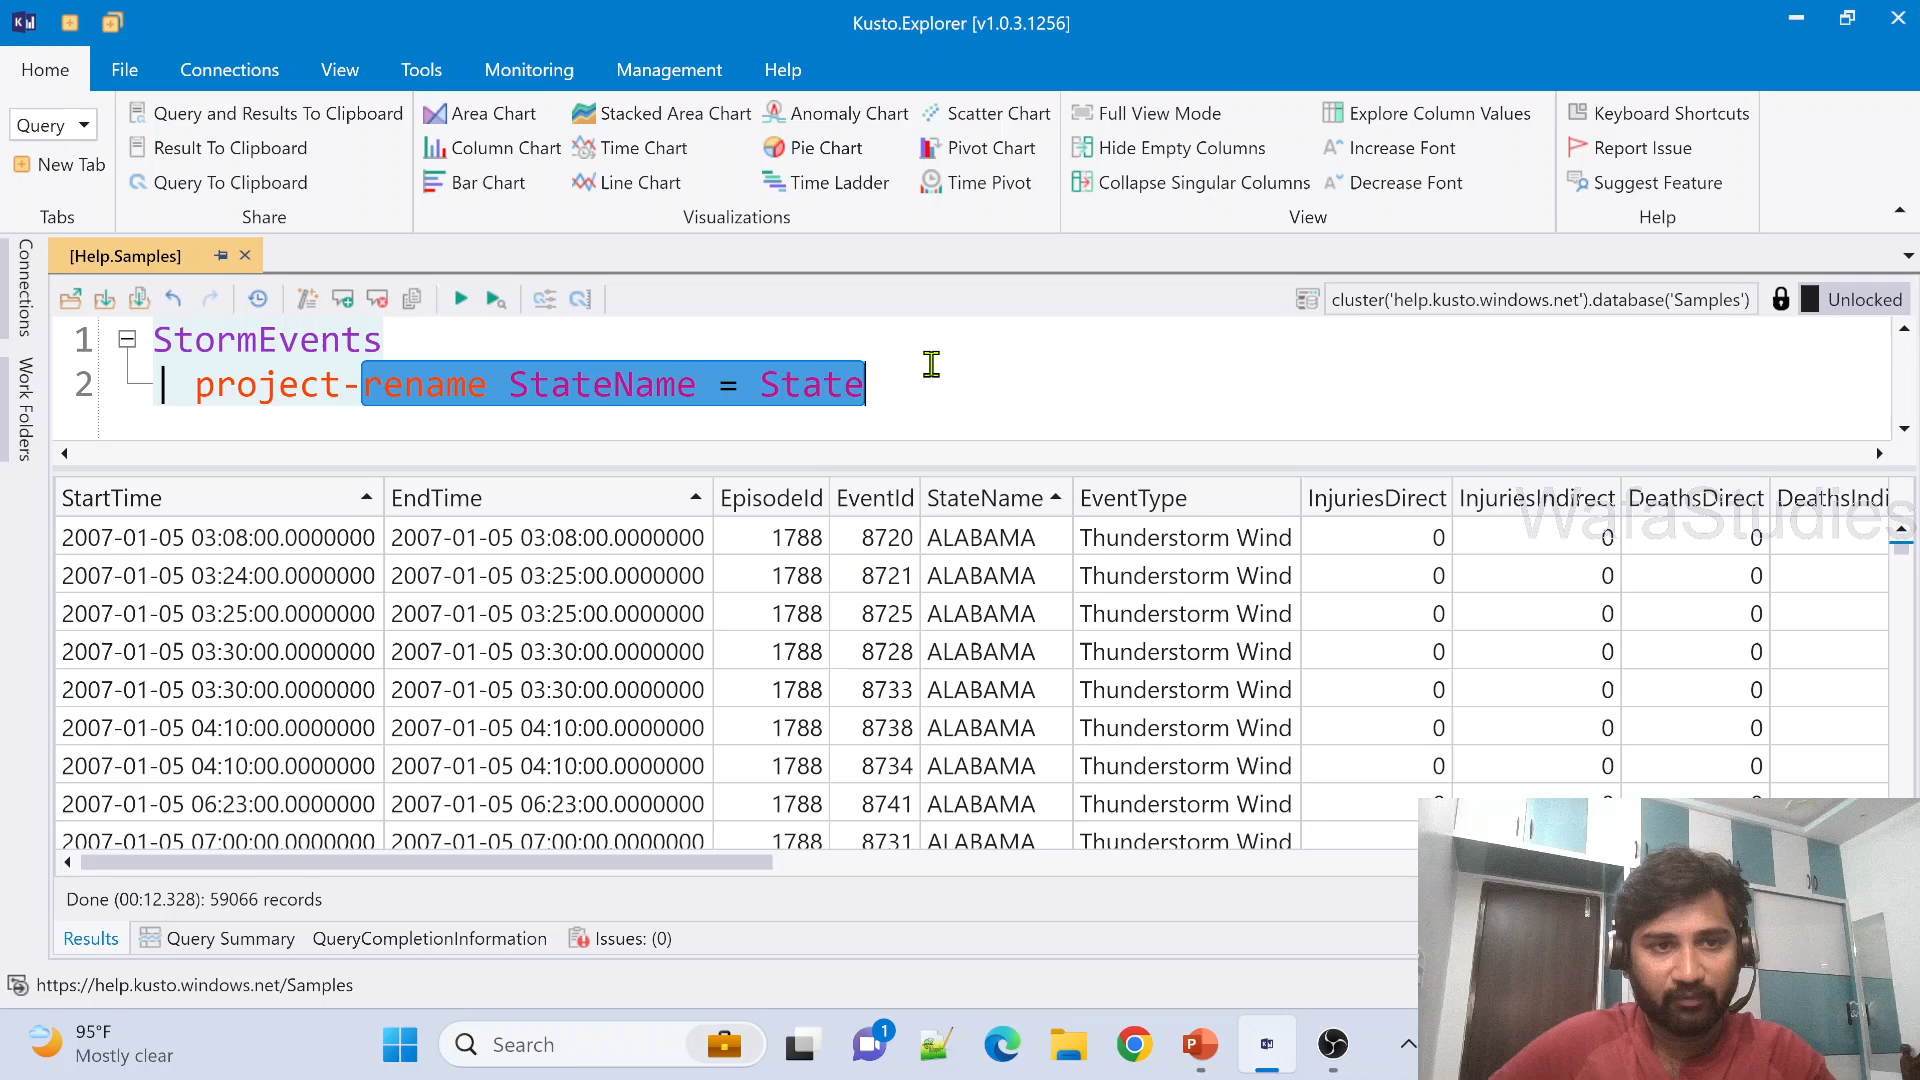 Kusto.Explorer [v1.0.3.1256]
Home File Connections View Tools Monitoring Management Help
Query
New Tab
Tabs
Query and Results To Clipboard
Result To Clipboard
Query To Clipboard
Share
Area Chart Stacked Area Chart Anomaly Chart Scatter Chart
Column Chart Time Chart Pie Chart Pivot Chart
Bar Chart Line Chart Time Ladder Time Pivot
Visualizations
Full View Mode Explore Column Values
Hide Empty Columns Increase Font
Collapse Singular Columns Decrease Font
View
Keyboard Shortcuts
Report Issue
Suggest Feature
Help
Connections
Work Folders
[Help.Samples]
cluster('help.kusto.windows.net').database('Samples') Unlocked
1 StormEvents
2 | project-rename StateName = State
StartTime EndTime EpisodeId EventId StateName EventType InjuriesDirect InjuriesIndirect DeathsDirect DeathsIndi
WafaStudies
2007-01-05 03:08:00.0000000 2007-01-05 03:08:00.0000000 1788 8720 ALABAMA Thunderstorm Wind 0 0 0
2007-01-05 03:24:00.0000000 2007-01-05 03:25:00.0000000 1788 8721 ALABAMA Thunderstorm Wind 0 0 0
2007-01-05 03:25:00.0000000 2007-01-05 03:25:00.0000000 1788 8725 ALABAMA Thunderstorm Wind 0 0 0
2007-01-05 03:30:00.0000000 2007-01-05 03:30:00.0000000 1788 8728 ALABAMA Thunderstorm Wind 0 0 0
2007-01-05 03:30:00.0000000 2007-01-05 03:30:00.0000000 1788 8733 ALABAMA Thunderstorm Wind 0 0 0
2007-01-05 04:10:00.0000000 2007-01-05 04:10:00.0000000 1788 8738 ALABAMA Thunderstorm Wind 0 0 0
2007-01-05 04:10:00.0000000 2007-01-05 04:10:00.0000000 1788 8734 ALABAMA Thunderstorm Wind 0 0 0
2007-01-05 06:23:00.0000000 2007-01-05 06:23:00.0000000 1788 8741 ALABAMA Thunderstorm Wind 0
2007-01-05 07:00:00.0000000 2007-01-05 07:00:00.0000000 1788 8731 ALABAMA Thunderstorm Wind 0
Done (00:12.328): 59066 records
Results Query Summary QueryCompletionInformation Issues: (0)
https://help.kusto.windows.net/Samples
95°F
Mostly clear
Search
1